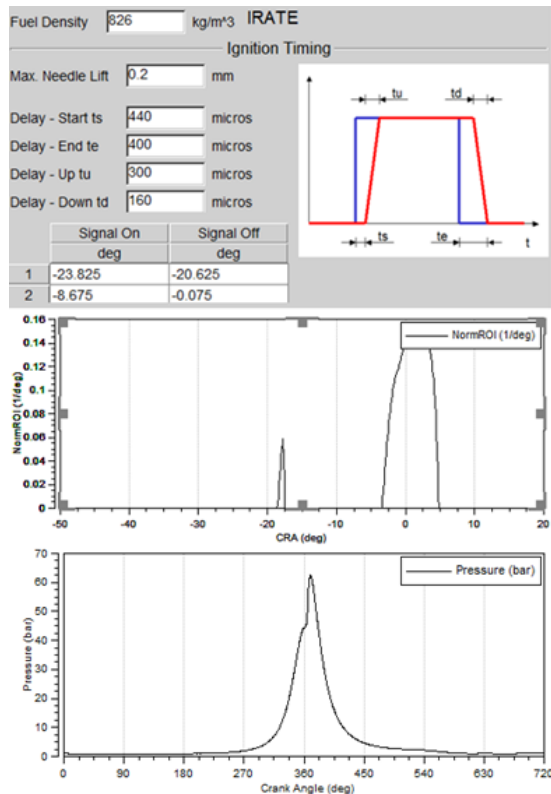 Fuel Density 826 kg/m^3 IRATE
Ignition Timing
Max. Needle Lift 0.2 mm
Delay - Start ts 440 micros
Delay - End te 400 micros
Delay - Up tu 300 micros
Delay - Down td 160 micros
tu td
ts te t
Signal On Signal Off
deg deg
1 -23.825 -20.625
2 -8.675 -0.075
0.16
0.14
0.12
0.1
0.08
0.06
0.04
0.02
0
NormROI (1/deg)
NormROI (1/deg)
-50 -40 -30 -20 -10 0 10 20
CRA (deg)
70
60
50
40
30
20
10
0
Pressure (bar)
Pressure (bar)
0 90 180 270 360 450 540 630 720
Crank Angle (deg)